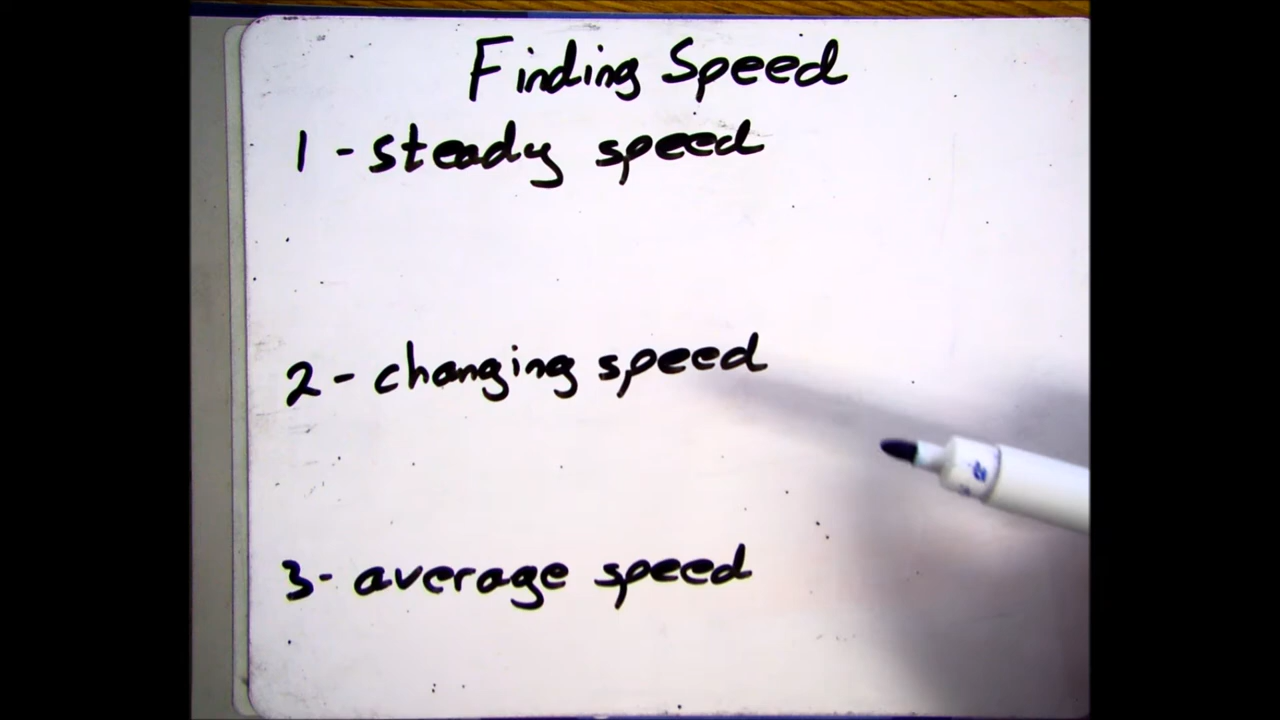 Finding Speed
1 - steady speed
2 - changing speed
3 - average speed